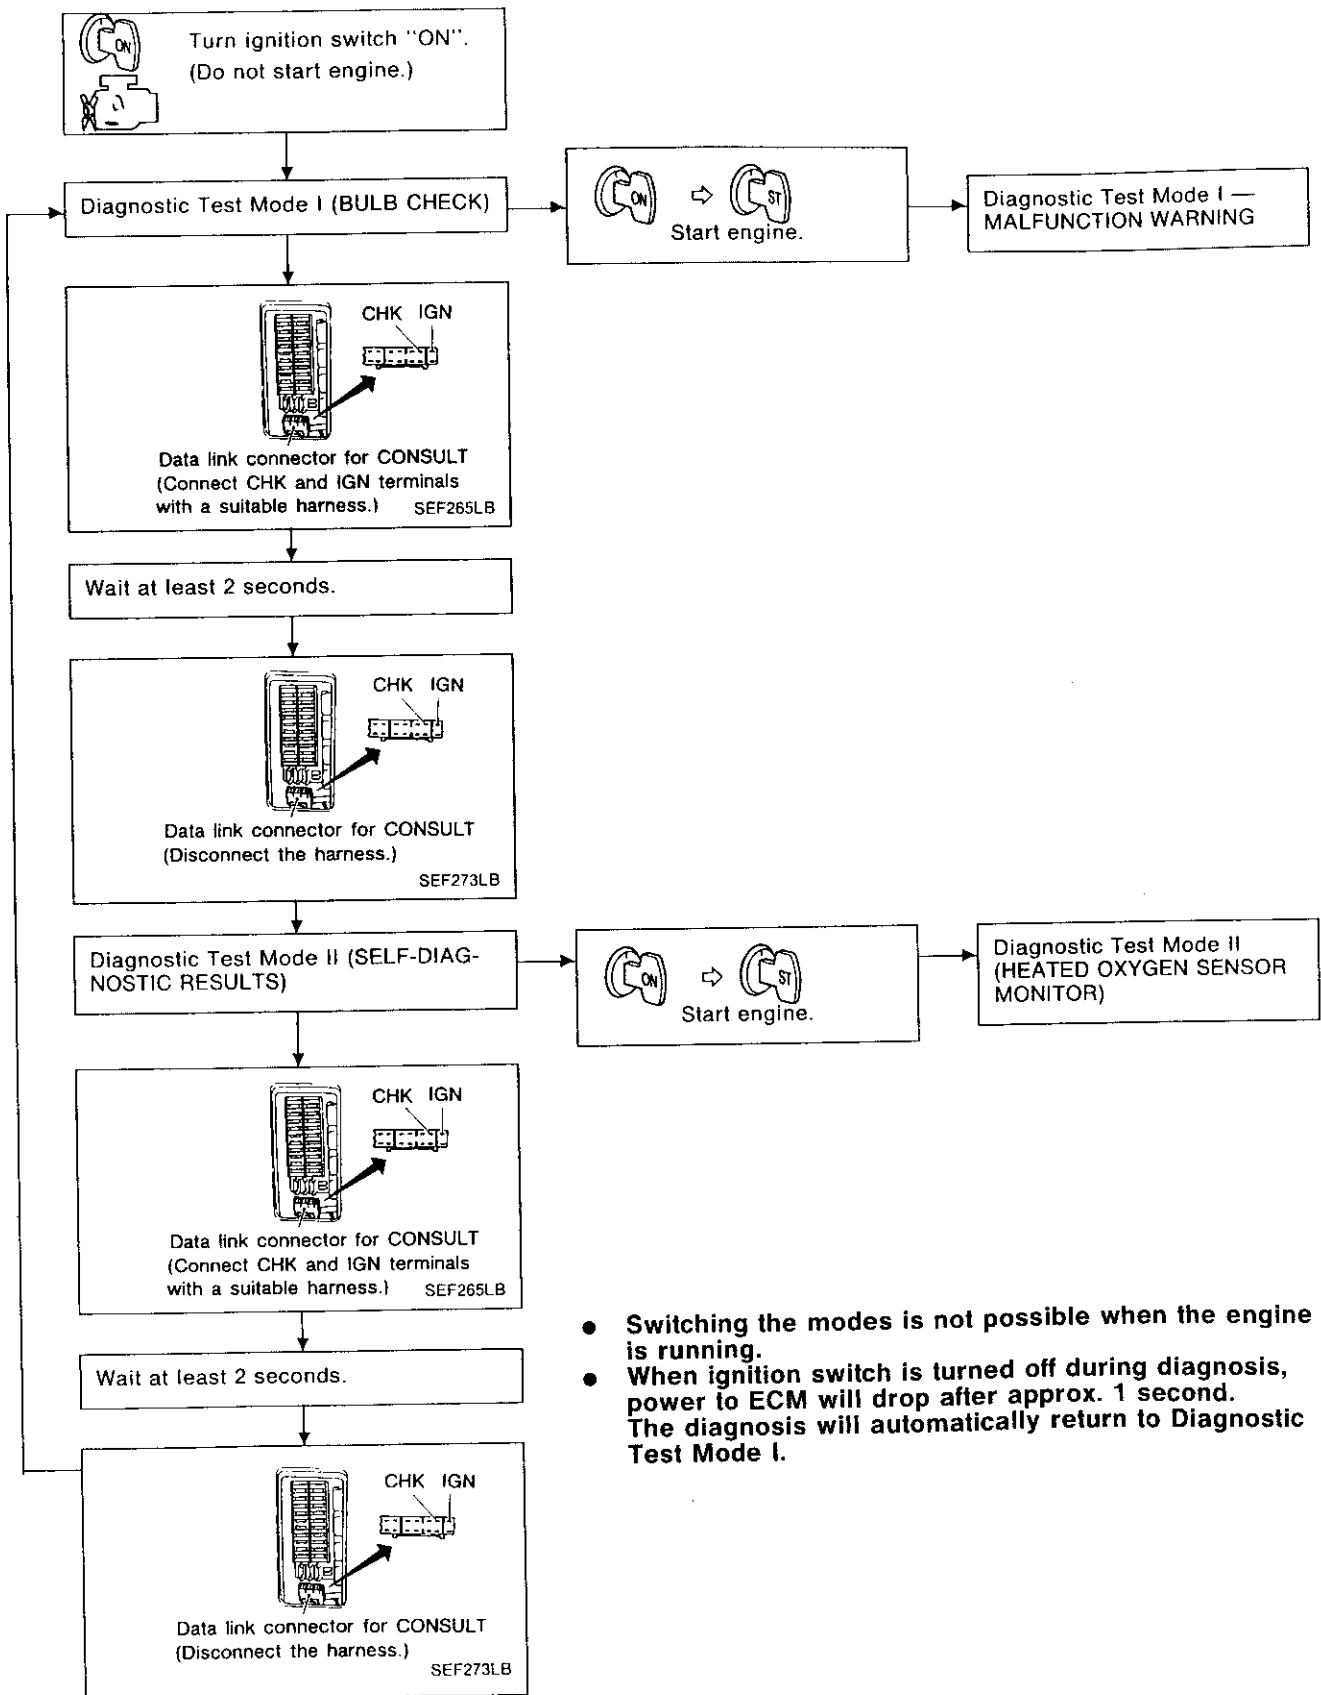 ON
Turn ignition switch "ON".
(Do not start engine.)
Diagnostic Test Mode I (BULB CHECK)
ON
ST
Start engine.
Diagnostic Test Mode I —
MALFUNCTION WARNING
CHK IGN
Data link connector for CONSULT
(Connect CHK and IGN terminals
with a suitable harness.)
SEF265LB
Wait at least 2 seconds.
CHK IGN
Data link connector for CONSULT
(Disconnect the harness.)
SEF273LB
Diagnostic Test Mode II (SELF-DIAG-
NOSTIC RESULTS)
ON
ST
Start engine.
Diagnostic Test Mode II
(HEATED OXYGEN SENSOR
MONITOR)
CHK IGN
Data link connector for CONSULT
(Connect CHK and IGN terminals
with a suitable harness.)
SEF265LB
Wait at least 2 seconds.
CHK IGN
Data link connector for CONSULT
(Disconnect the harness.)
SEF273LB
● Switching the modes is not possible when the engine
is running.
● When ignition switch is turned off during diagnosis,
power to ECM will drop after approx. 1 second.
The diagnosis will automatically return to Diagnostic
Test Mode I.